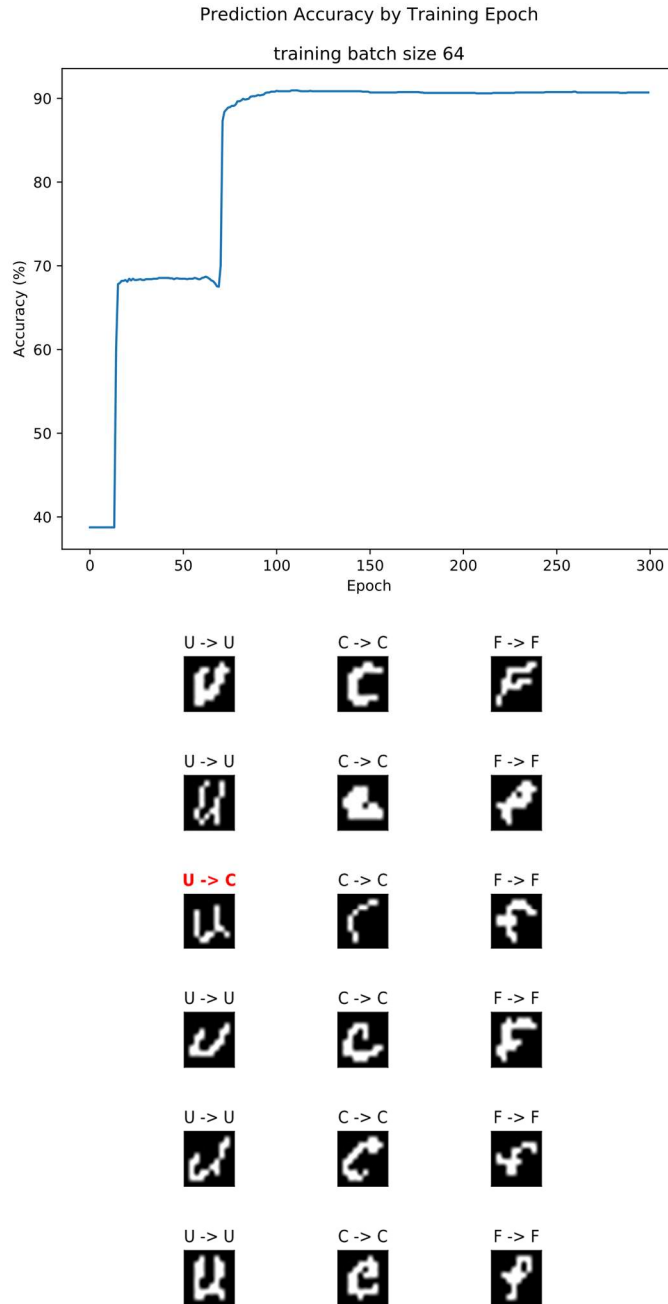 Prediction Accuracy by Training Epoch
training batch size 64
90
80
70
60
50
40
Accuracy (%)
0 50 100 150 200 250 300
Epoch
U -> U C -> C F -> F
U -> U C -> C F -> F
U -> C C -> C F -> F
U -> U C -> C F -> F
U -> U C -> C F -> F
U -> U C -> C F -> F